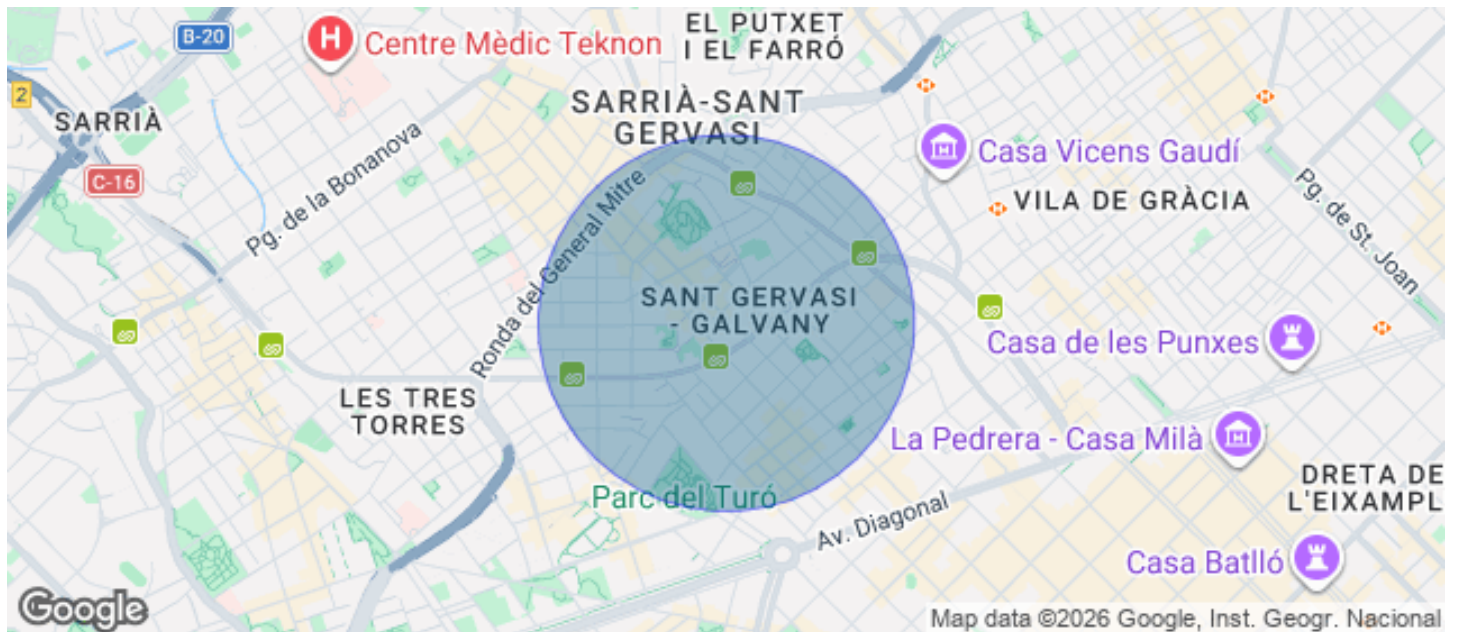 EL PUTXET
I EL FARRÓ
B-20
H
Centre Mèdic Teknon
2
SARRIÀ
SARRIÀ-SANT
GERVASI
Pg. de la Bonanova
C-16
Casa Vicens Gaudí
VILA DE GRÀCIA
Pg. de St. Joan
Ronda del General Mitre
SANT GERVASI
- GALVANY
Casa de les Punxes
LES TRES
TORRES
La Pedrera - Casa Milà
DRETA DE
L'EIXAMPL
Parc del Turó
Av. Diagonal
Casa Batlló
Google
Map data ©2026 Google, Inst. Geogr. Nacional